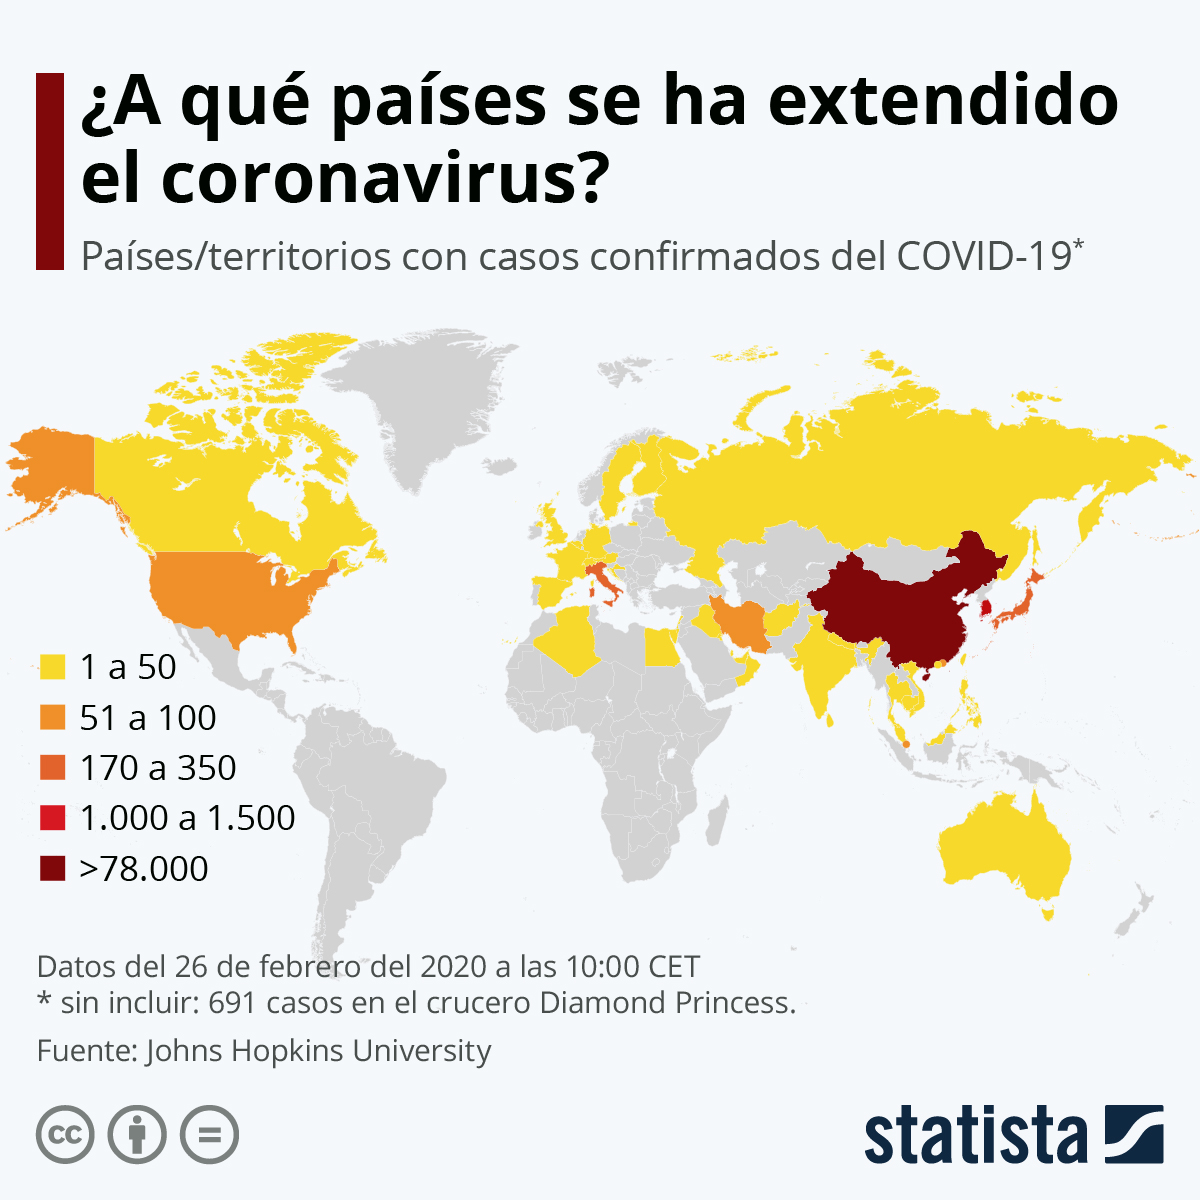 ¿A qué países se ha extendido
el coronavirus?
Países/territorios con casos confirmados del COVID-19*
1 a 50
51 a 100
170 a 350
1.000 a 1.500
>78.000
Datos del 26 de febrero del 2020 a las 10:00 CET
* sin incluir: 691 casos en el crucero Diamond Princess.
Fuente: Johns Hopkins University
cc
statista